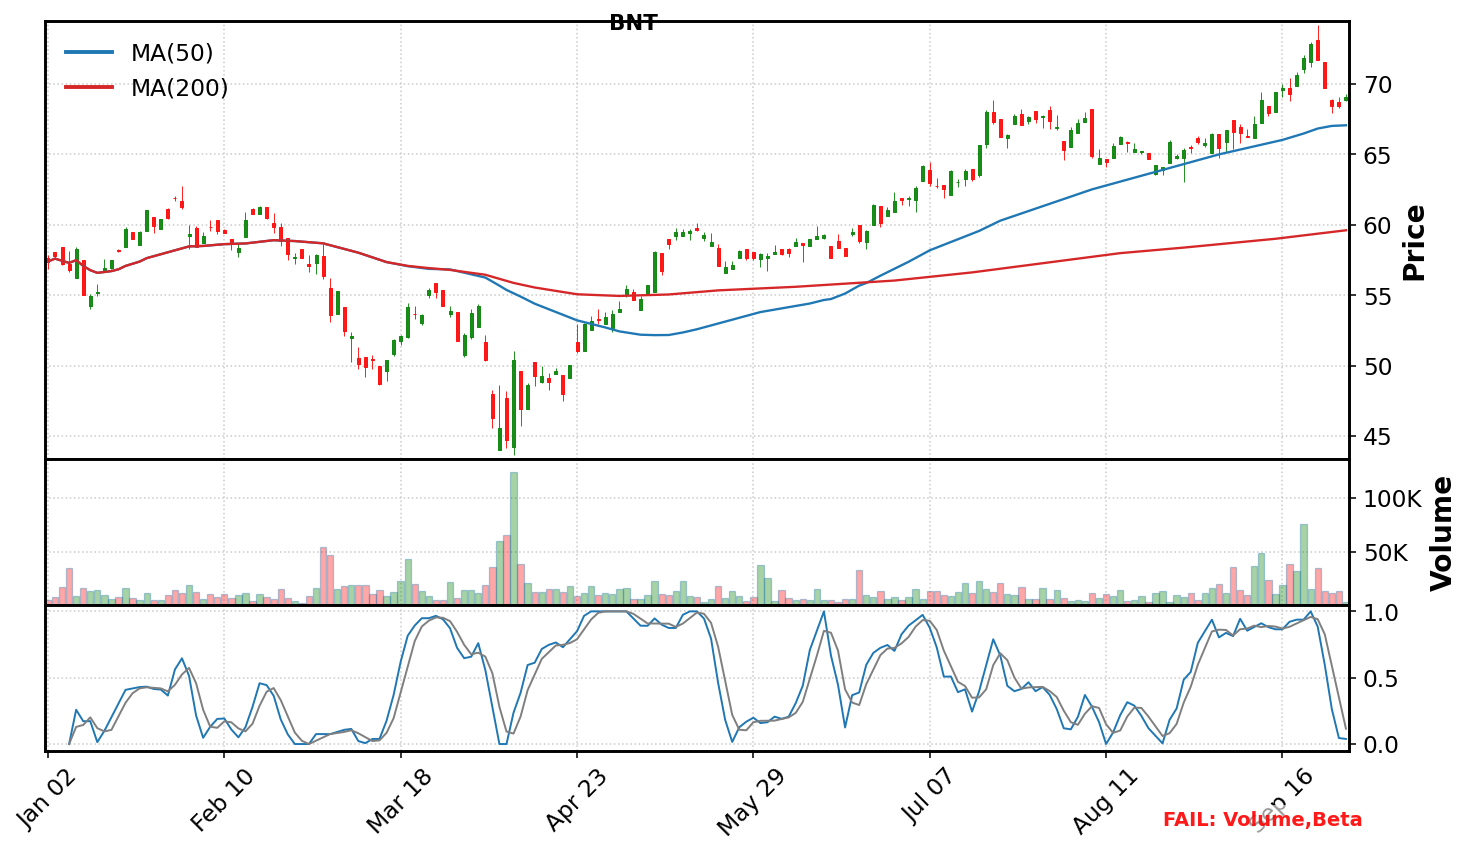 BNT
MA(50)
MA(200)
70
65
60
55
50
45
Price
100K
50K
Volume
1.0
0.5
0.0
Jan 02
Feb 10
Mar 18
Apr 23
May 29
Jul 07
Aug 11
Sep 16
FAIL: Volume,Beta